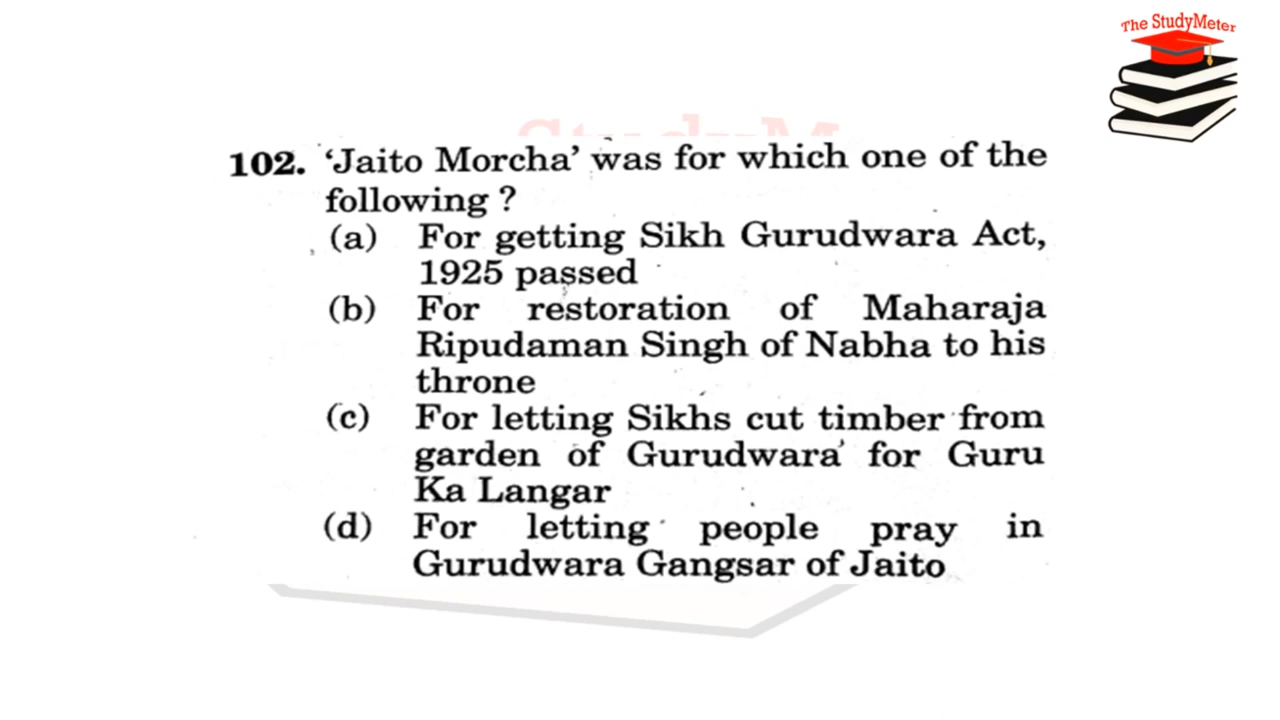 The StudyMeter
102. ‘Jaito Morcha’ was for which one of the
following ?
(a) For getting Sikh Gurudwara Act,
1925 passed
(b) For restoration of Maharaja
Ripudaman Singh of Nabha to his
throne
(c) For letting Sikhs cut timber from
garden of Gurudwara for Guru
Ka Langar
(d) For letting people pray in
Gurudwara Gangsar of Jaito